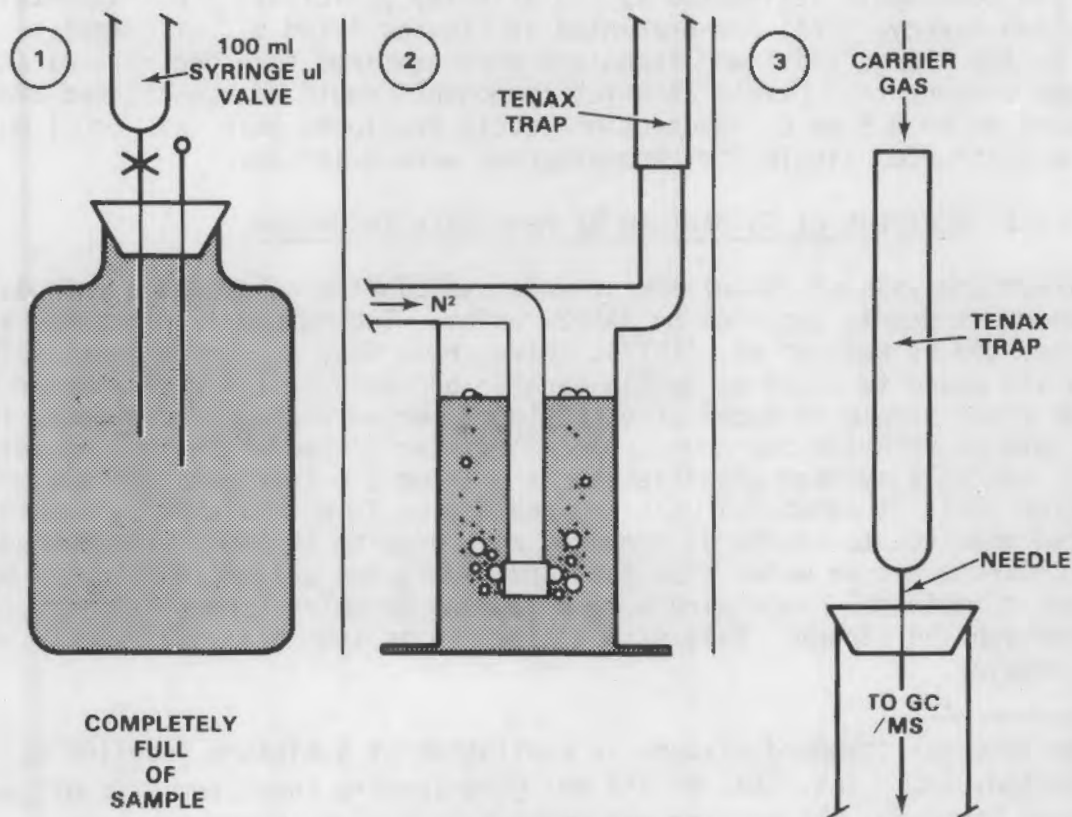 1
100 ml
SYRINGE ul
VALVE
COMPLETELY
FULL
OF
SAMPLE
2
TENAX
TRAP
N²
3
CARRIER
GAS
TENAX
TRAP
NEEDLE
TO GC
/MS